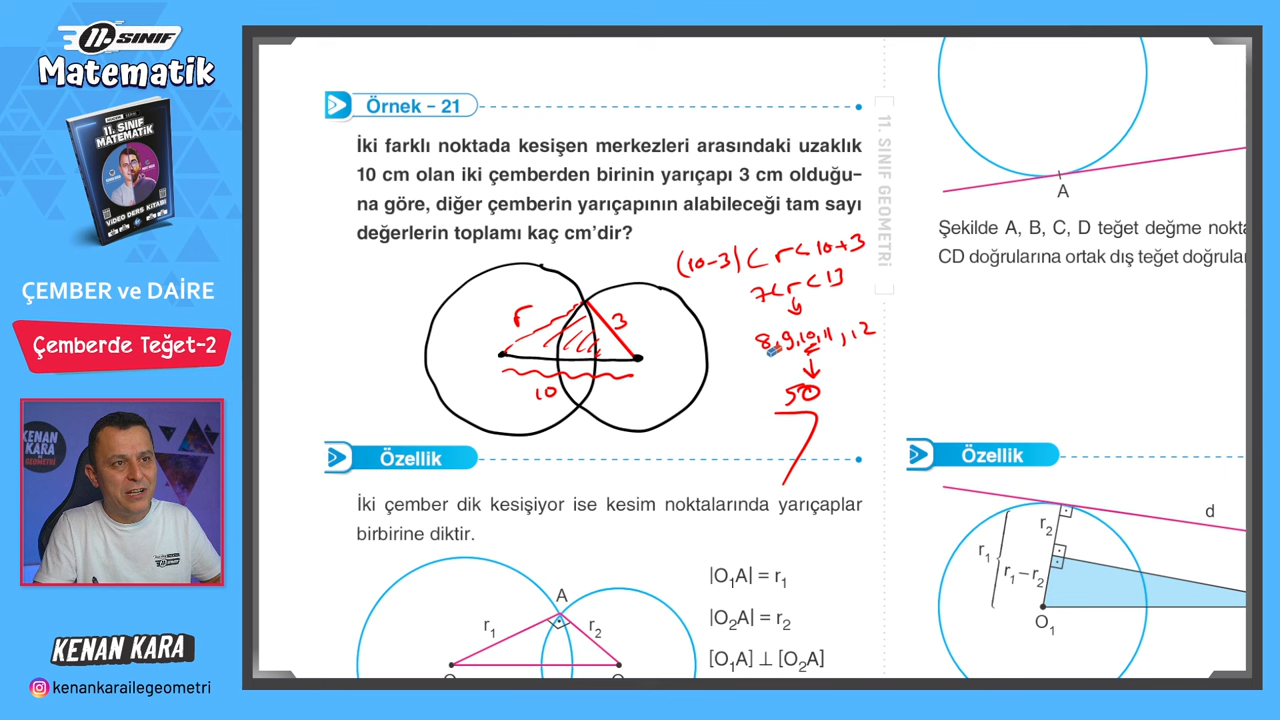 11. SINIF
Matematik
11. SINIF
MATEMATİK
VİDEO DERS KİTABI
ÇEMBER ve DAİRE
Çemberde Teğet-2
KENAN
KARA
GEOMETRİ
11. SINIF
KENAN KARA
kenankarailegeometri
Örnek – 21
İki farklı noktada kesişen merkezleri arasındaki uzaklık
10 cm olan iki çemberden birinin yarıçapı 3 cm olduğu–
na göre, diğer çemberin yarıçapının alabileceği tam sayı
değerlerin toplamı kaç cm'dir?
(10-3) < r < 10+3
7 < r < 13
8, 9, 10, 11, 12
50
r
3
10
Özellik
İki çember dik kesişiyor ise kesim noktalarında yarıçaplar
birbirine diktir.
A
r1
r2
|O1A| = r1
|O2A| = r2
[O1A] ⊥ [O2A]
11. SINIF GEOMETRİ
A
Şekilde A, B, C, D teğet değme nokta
CD doğrularına ortak dış teğet doğrular
Özellik
d
r2
r1
r1 – r2
O1